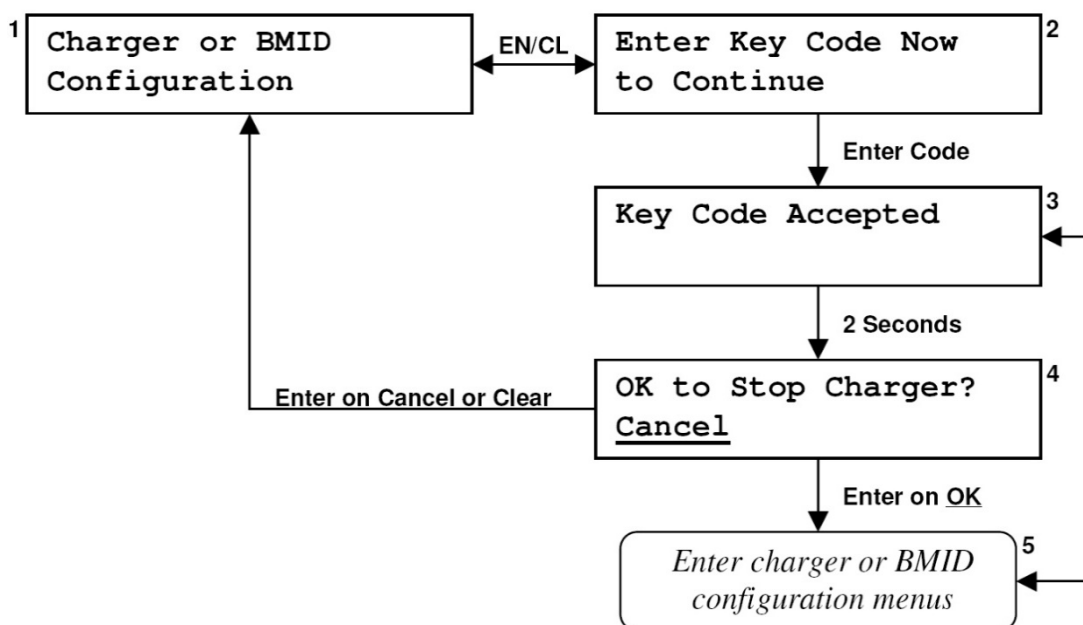 1
Charger or BMID
Configuration
EN/CL
2
Enter Key Code Now
to Continue
Enter Code
3
Key Code Accepted
2 Seconds
4
OK to Stop Charger?
Cancel
Enter on Cancel or Clear
Enter on OK
5
Enter charger or BMID
configuration menus